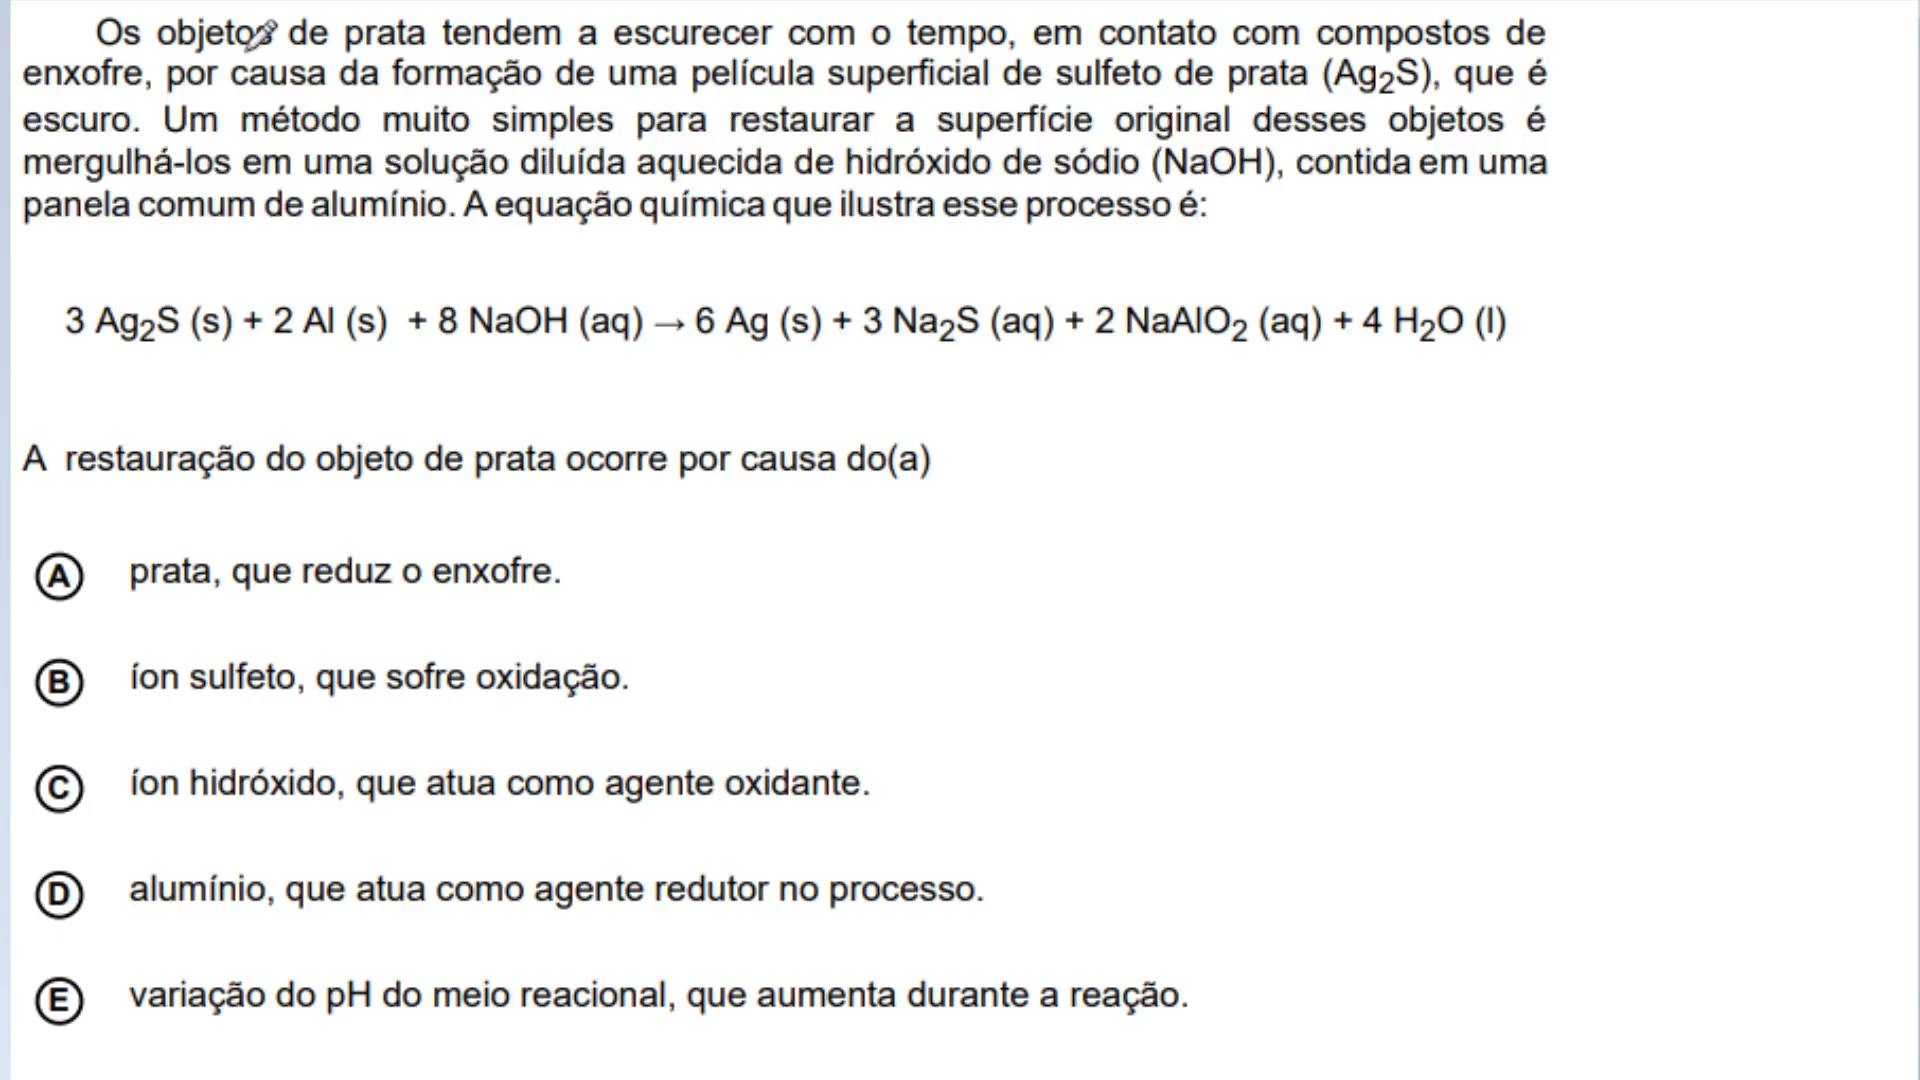 Os objetos de prata tendem a escurecer com o tempo, em contato com compostos de
enxofre, por causa da formação de uma película superficial de sulfeto de prata (Ag₂S), que é
escuro. Um método muito simples para restaurar a superfície original desses objetos é
mergulhá-los em uma solução diluída aquecida de hidróxido de sódio (NaOH), contida em uma
panela comum de alumínio. A equação química que ilustra esse processo é:
3 Ag₂S (s) + 2 Al (s) + 8 NaOH (aq) → 6 Ag (s) + 3 Na₂S (aq) + 2 NaAlO₂ (aq) + 4 H₂O (l)
A restauração do objeto de prata ocorre por causa do(a)
A prata, que reduz o enxofre.
B íon sulfeto, que sofre oxidação.
C íon hidróxido, que atua como agente oxidante.
D alumínio, que atua como agente redutor no processo.
E variação do pH do meio reacional, que aumenta durante a reação.